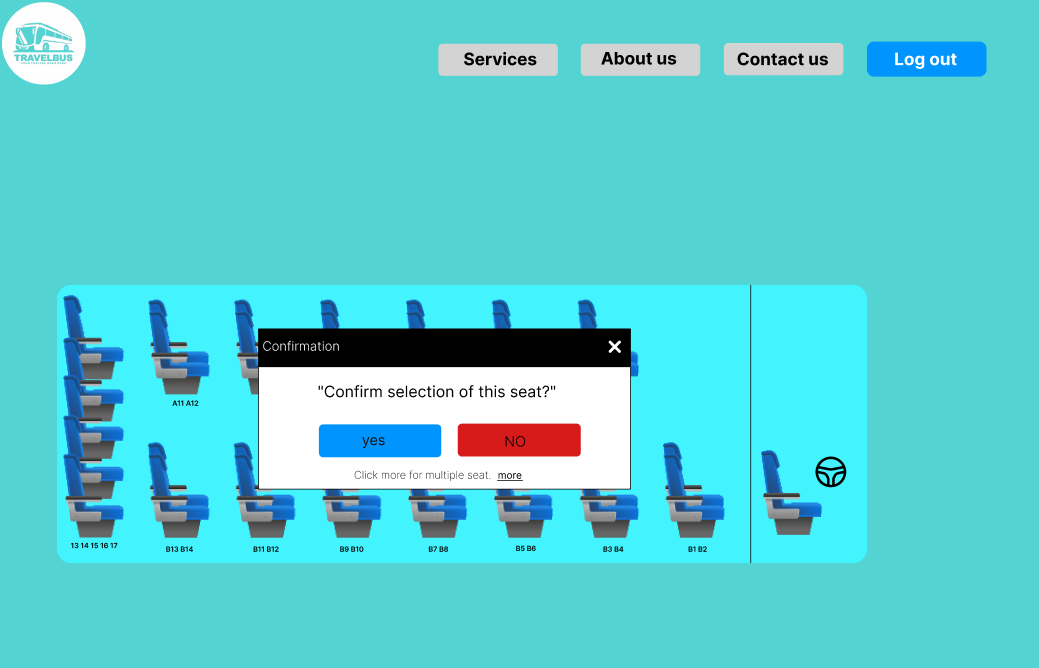 TRAVELBUS
Services
About us
Contact us
Log out
Confirmation
"Confirm selection of this seat?"
yes
NO
Click more for multiple seat. more
A11 A12
13 14 15 16 17
B13 B14
B11 B12
B9 B10
B7 B8
B5 B6
B3 B4
B1 B2